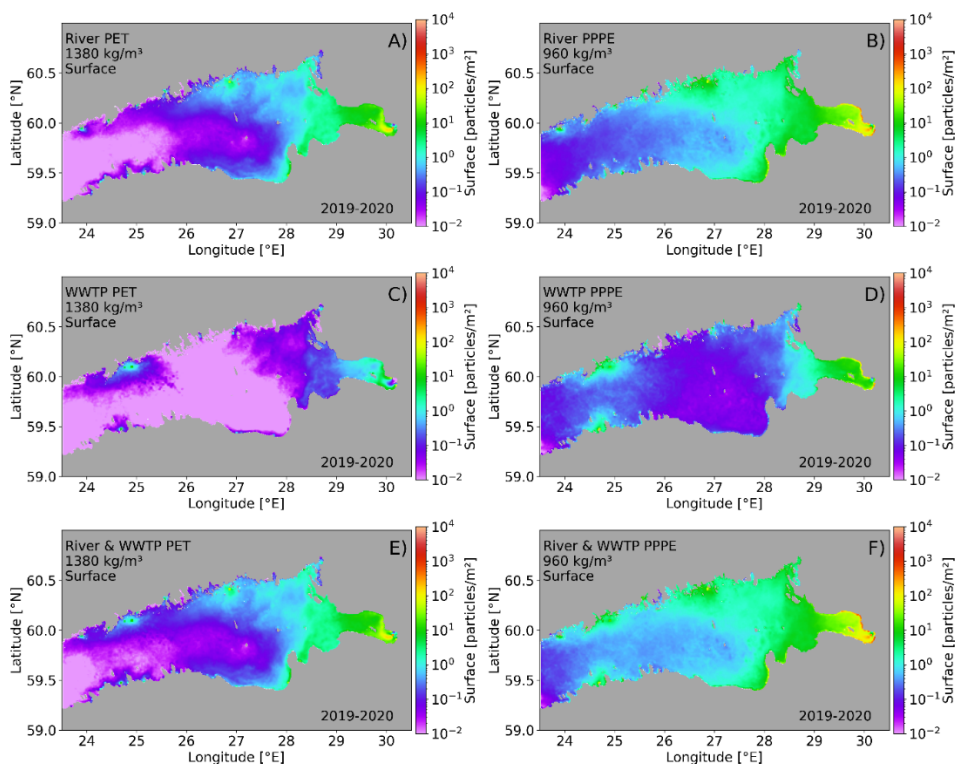 River PET
1380 kg/m³
Surface
A)
2019-2020
60.5
60.0
59.5
59.0
Latitude [°N]
24 25 26 27 28 29 30
Longitude [°E]
10⁴
10³
10²
10¹
10⁰
10⁻¹
10⁻²
Surface [particles/m²]
River PPPE
960 kg/m³
Surface
B)
2019-2020
60.5
60.0
59.5
59.0
Latitude [°N]
24 25 26 27 28 29 30
Longitude [°E]
10⁴
10³
10²
10¹
10⁰
10⁻¹
10⁻²
Surface [particles/m²]
WWTP PET
1380 kg/m³
Surface
C)
2019-2020
60.5
60.0
59.5
59.0
Latitude [°N]
24 25 26 27 28 29 30
Longitude [°E]
10⁴
10³
10²
10¹
10⁰
10⁻¹
10⁻²
Surface [particles/m²]
WWTP PPPE
960 kg/m³
Surface
D)
2019-2020
60.5
60.0
59.5
59.0
Latitude [°N]
24 25 26 27 28 29 30
Longitude [°E]
10⁴
10³
10²
10¹
10⁰
10⁻¹
10⁻²
Surface [particles/m²]
River & WWTP PET
1380 kg/m³
Surface
E)
2019-2020
60.5
60.0
59.5
59.0
Latitude [°N]
24 25 26 27 28 29 30
Longitude [°E]
10⁴
10³
10²
10¹
10⁰
10⁻¹
10⁻²
Surface [particles/m²]
River & WWTP PPPE
960 kg/m³
Surface
F)
2019-2020
60.5
60.0
59.5
59.0
Latitude [°N]
24 25 26 27 28 29 30
Longitude [°E]
10⁴
10³
10²
10¹
10⁰
10⁻¹
10⁻²
Surface [particles/m²]